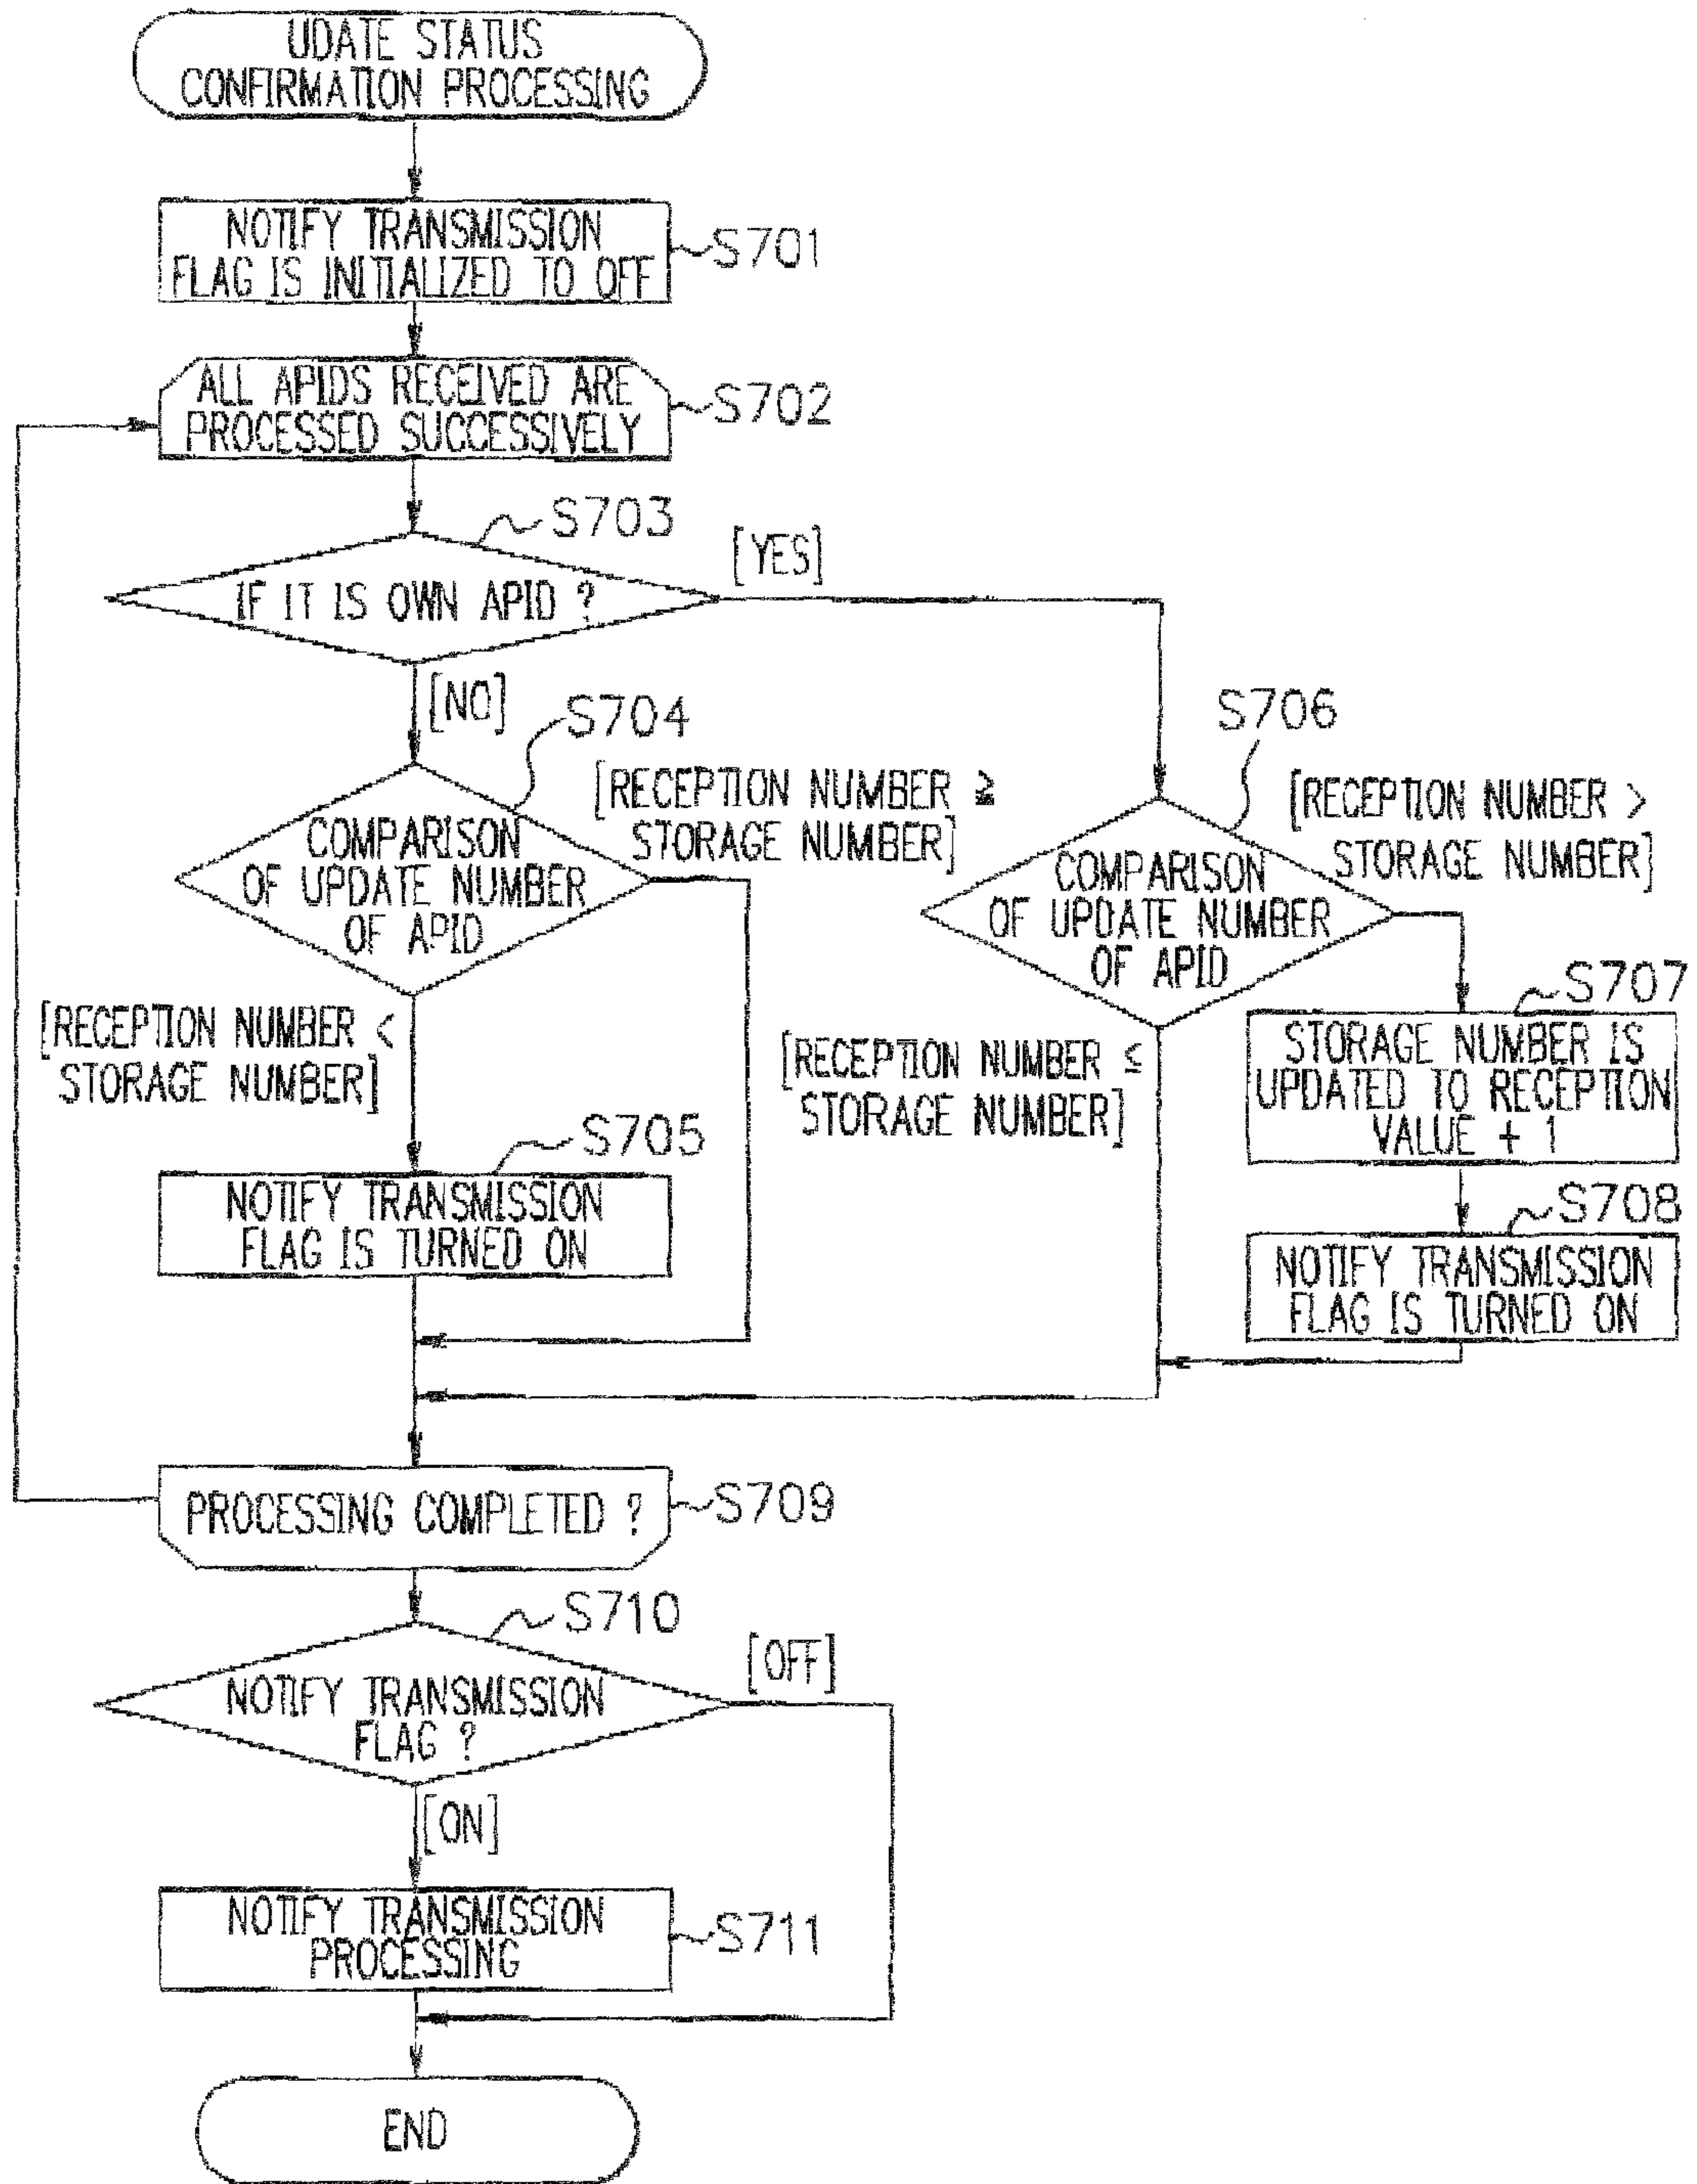 UDATE STATUS
CONFIRMATION PROCESSING
NOTIFY TRANSMISSION
FLAG IS INITIALIZED TO OFF
S701
ALL APIDS RECEIVED ARE
PROCESSED SUCCESSIVELY
S702
S703
IF IT IS OWN APID ?
[YES]
[NO]
S704
COMPARISON
OF UPDATE NUMBER
OF APID
[RECEPTION NUMBER ≧
STORAGE NUMBER]
S706
COMPARISON
OF UPDATE NUMBER
OF APID
[RECEPTION NUMBER >
STORAGE NUMBER]
[RECEPTION NUMBER <
STORAGE NUMBER]
[RECEPTION NUMBER ≤
STORAGE NUMBER]
S707
STORAGE NUMBER IS
UPDATED TO RECEPTION
VALUE + 1
S705
NOTIFY TRANSMISSION
FLAG IS TURNED ON
S708
NOTIFY TRANSMISSION
FLAG IS TURNED ON
PROCESSING COMPLETED ?
S709
S710
NOTIFY TRANSMISSION
FLAG ?
[OFF]
[ON]
NOTIFY TRANSMISSION
PROCESSING
S711
END